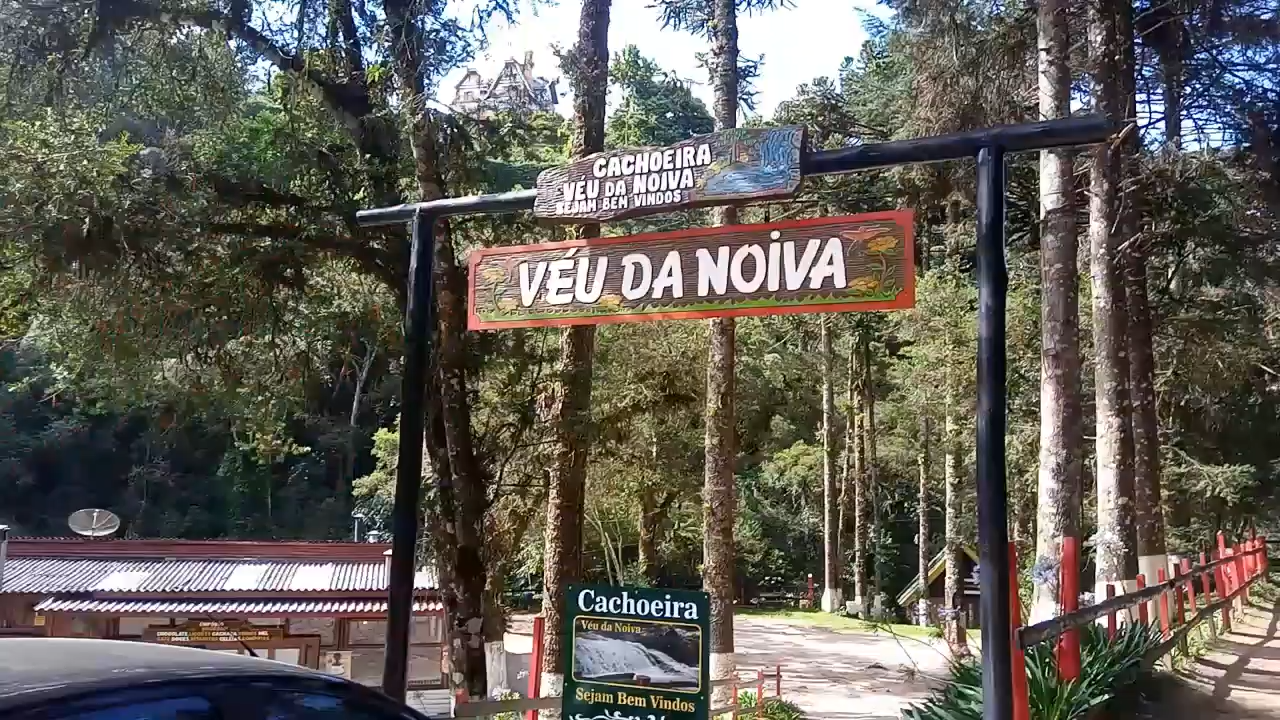 CACHOEIRA
VÉU DA NOIVA
SEJAM BEM VINDOS
VÉU DA NOIVA
Cachoeira
Véu da Noiva
Sejam Bem Vindos